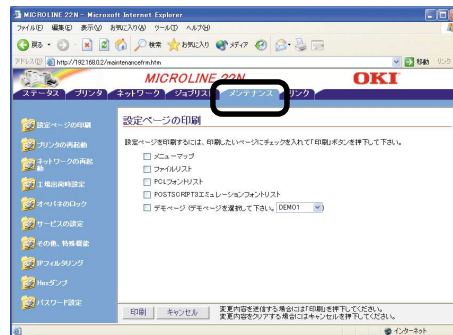 MICROLINE 22N - Microsoft Internet Explorer
ファイル(F) 編集(E) 表示(V) お気に入り(A) ツール(T) ヘルプ(H)
戻る 検索 お気に入り メディア
アドレス(D) http://192.168.0.2/maintenancefrm.htm 移動 リンク
MICROLINE 22N OKI
ステータス プリンタ ネットワーク ジョブリスト メンテナンス リンク
設定ページの印刷
設定ページの印刷
設定ページを印刷するには、印刷したいページにチェックを入れて「印刷」ボタンを押下して下さい。
プリンタの再起動
メニューマップ
ネットワークの再起動
ファイルリスト
工場出荷時設定
PCLフォントリスト
POSTSCRIPT3エミュレーションフォントリスト
オペパネのロック
デモページ (デモページを選択して下さい。 DEMO1
サービスの設定
その他、特殊機能
IPフィルタリング
Hexダンプ
パスワード設定
印刷 キャンセル
変更内容を送信する場合には「印刷」を押下してください。
変更内容をクリアする場合にはキャンセルを押下してください。
インターネット